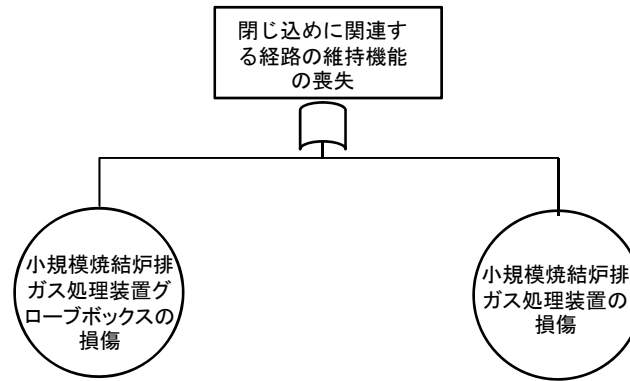 閉じ込めに関連す
る経路の維持機能
の喪失
小規模焼結炉排
ガス処理装置グ
ローブボックスの
損傷
小規模焼結炉排
ガス処理装置の
損傷